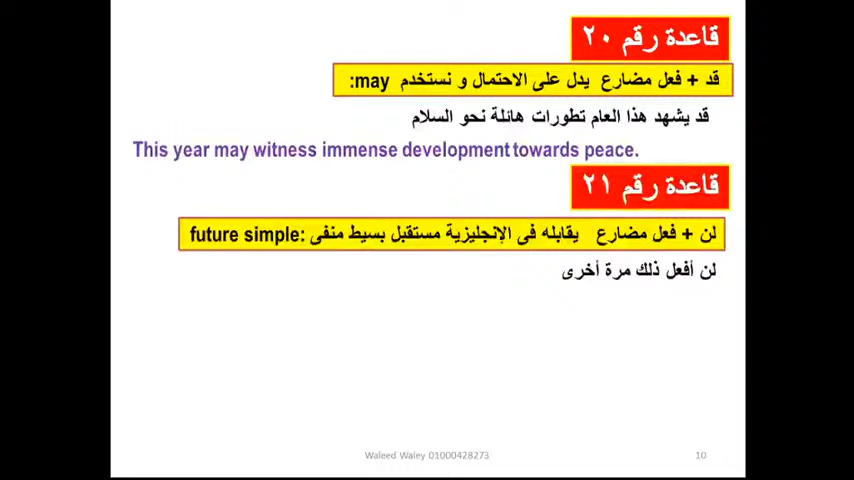 قاعدة رقم ٢٠
قد + فعل مضارع يدل على الاحتمال و نستخدم may:
قد يشهد هذا العام تطورات هائلة نحو السلام
This year may witness immense development towards peace.
قاعدة رقم ٢١
لن + فعل مضارع يقابله فى الإنجليزية مستقبل بسيط منفى :future simple
لن أفعل ذلك مرة أخرى
Waleed Waley 01000428273
10